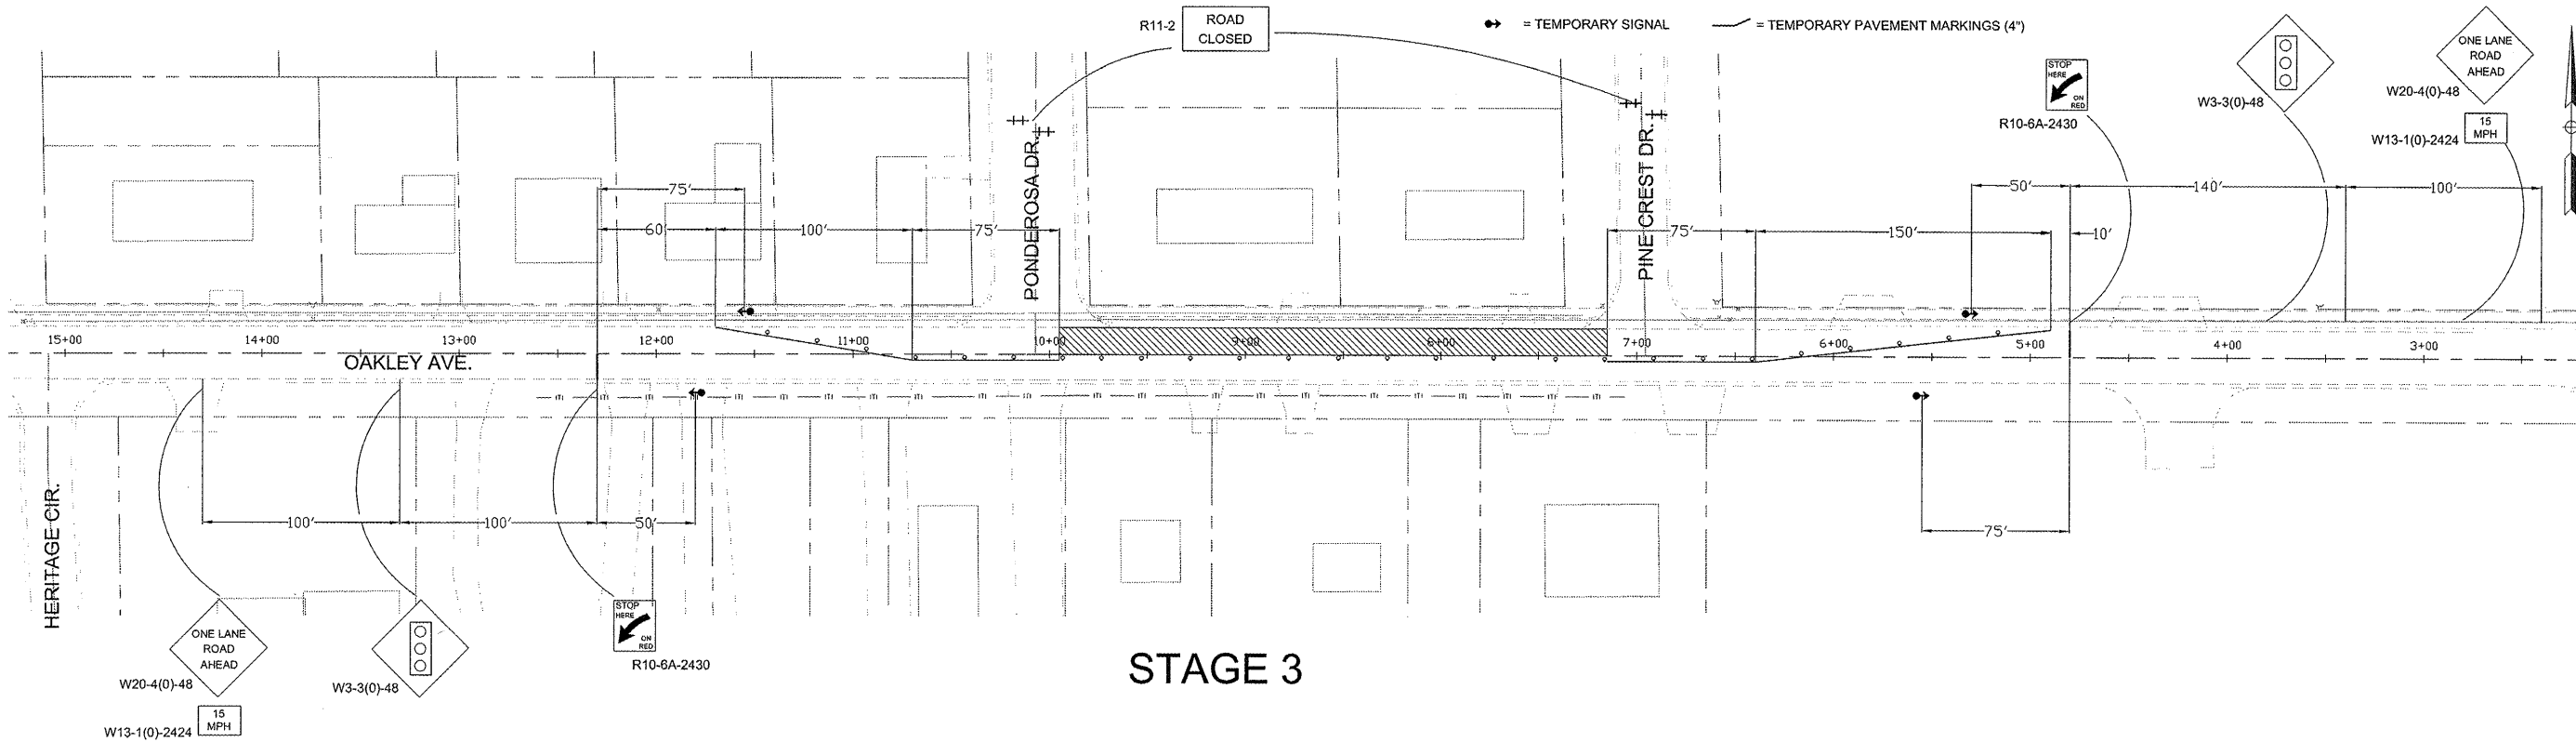 R11-2
ROAD
CLOSED
= TEMPORARY SIGNAL
= TEMPORARY PAVEMENT MARKINGS (4")
STOP
HERE
ON
RED
R10-6A-2430
W3-3(0)-48
ONE LANE
ROAD
AHEAD
W20-4(0)-48
15
MPH
W13-1(0)-2424
PONDEROSA DR.
PINE CREST DR.
75'
60'
100'
75'
75'
150'
50'
140'
100'
10'
15+00
14+00
13+00
12+00
11+00
10+00
9+00
8+00
7+00
6+00
5+00
4+00
3+00
OAKLEY AVE.
HERITAGE CIR.
100'
100'
50'
75'
ONE LANE
ROAD
AHEAD
W20-4(0)-48
15
MPH
W13-1(0)-2424
W3-3(0)-48
STOP
HERE
ON
RED
R10-6A-2430
STAGE 3